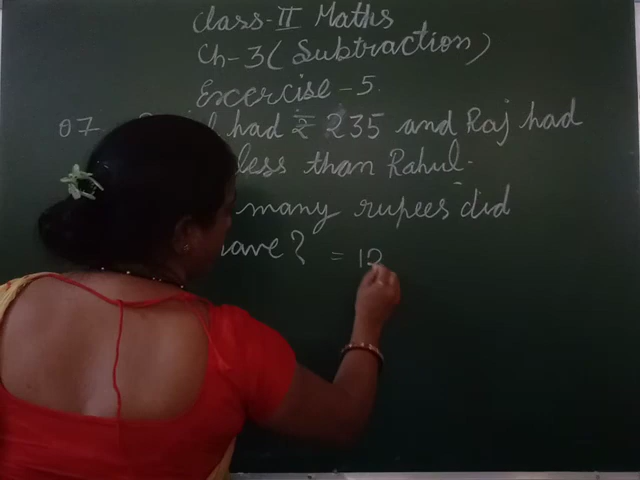 Class-II Maths
Ch-3 (Subtraction)
Excercise-5.
07 had ₹ 235 and Raj had
less than Rahul.
many rupees did
have? = 12